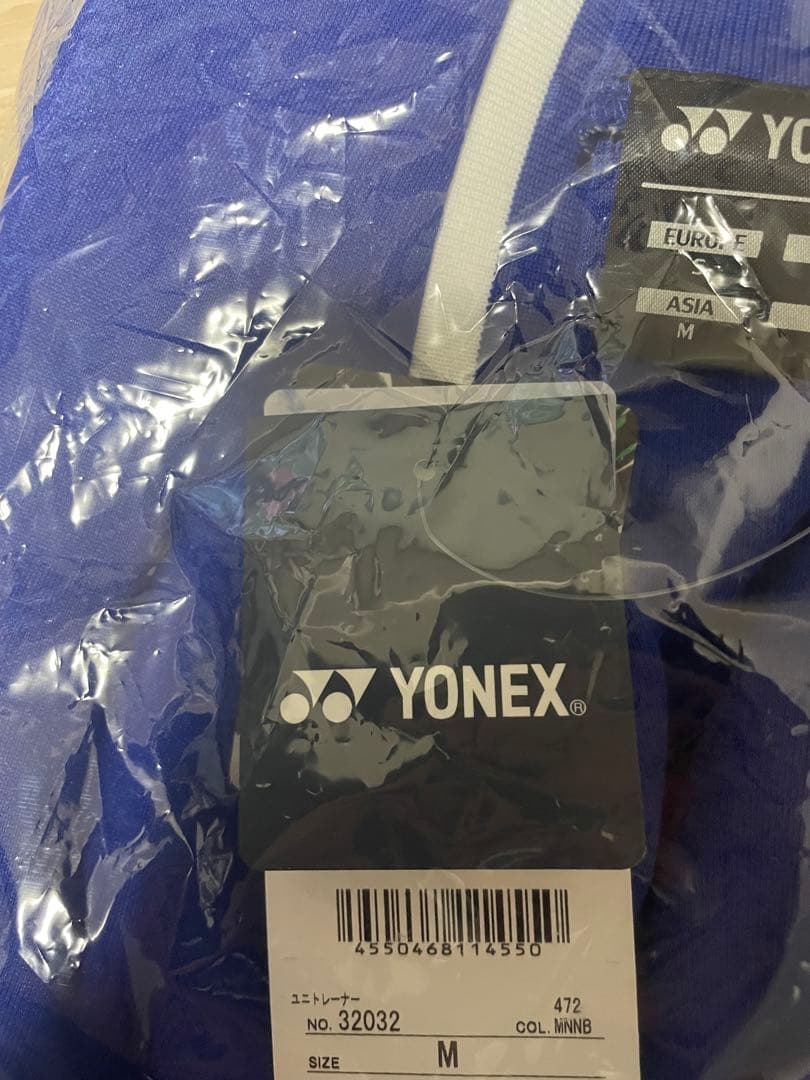 YO
EUROPE
S
ASIA
M
YONEX®
4550468114550
ユニトレーナー 472
NO. 32032 COL. MNNB
SIZE M